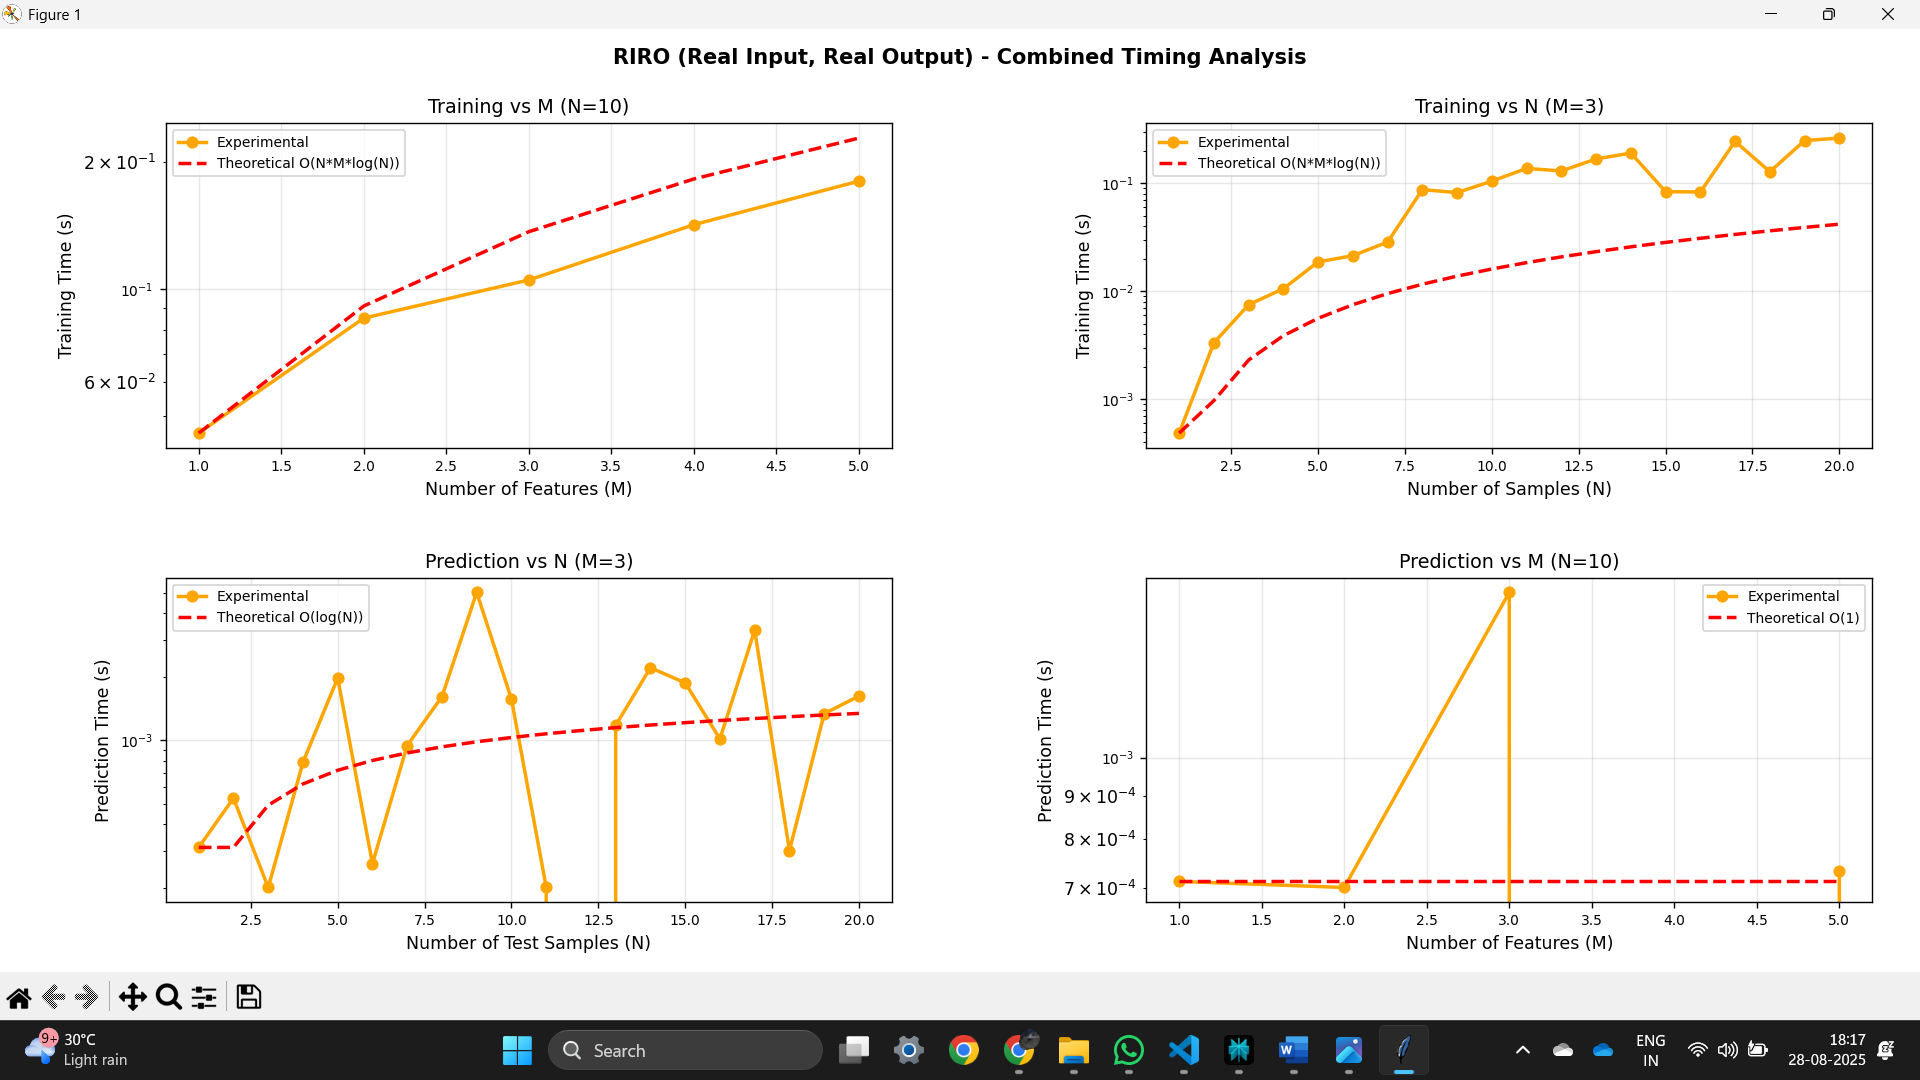 Figure 1
RIRO (Real Input, Real Output) - Combined Timing Analysis
Training vs M (N=10)
Experimental
Theoretical O(N*M*log(N))
2 × 10⁻¹
10⁻¹
6 × 10⁻²
Training Time (s)
1.0 1.5 2.0 2.5 3.0 3.5 4.0 4.5 5.0
Number of Features (M)
Training vs N (M=3)
Experimental
Theoretical O(N*M*log(N))
10⁻¹
10⁻²
10⁻³
Training Time (s)
2.5 5.0 7.5 10.0 12.5 15.0 17.5 20.0
Number of Samples (N)
Prediction vs N (M=3)
Experimental
Theoretical O(log(N))
10⁻³
Prediction Time (s)
2.5 5.0 7.5 10.0 12.5 15.0 17.5 20.0
Number of Test Samples (N)
Prediction vs M (N=10)
Experimental
Theoretical O(1)
10⁻³
9 × 10⁻⁴
8 × 10⁻⁴
7 × 10⁻⁴
Prediction Time (s)
1.0 1.5 2.0 2.5 3.0 3.5 4.0 4.5 5.0
Number of Features (M)
9+
30°C
Light rain
Search
W
ENG
IN
18:17
28-08-2025